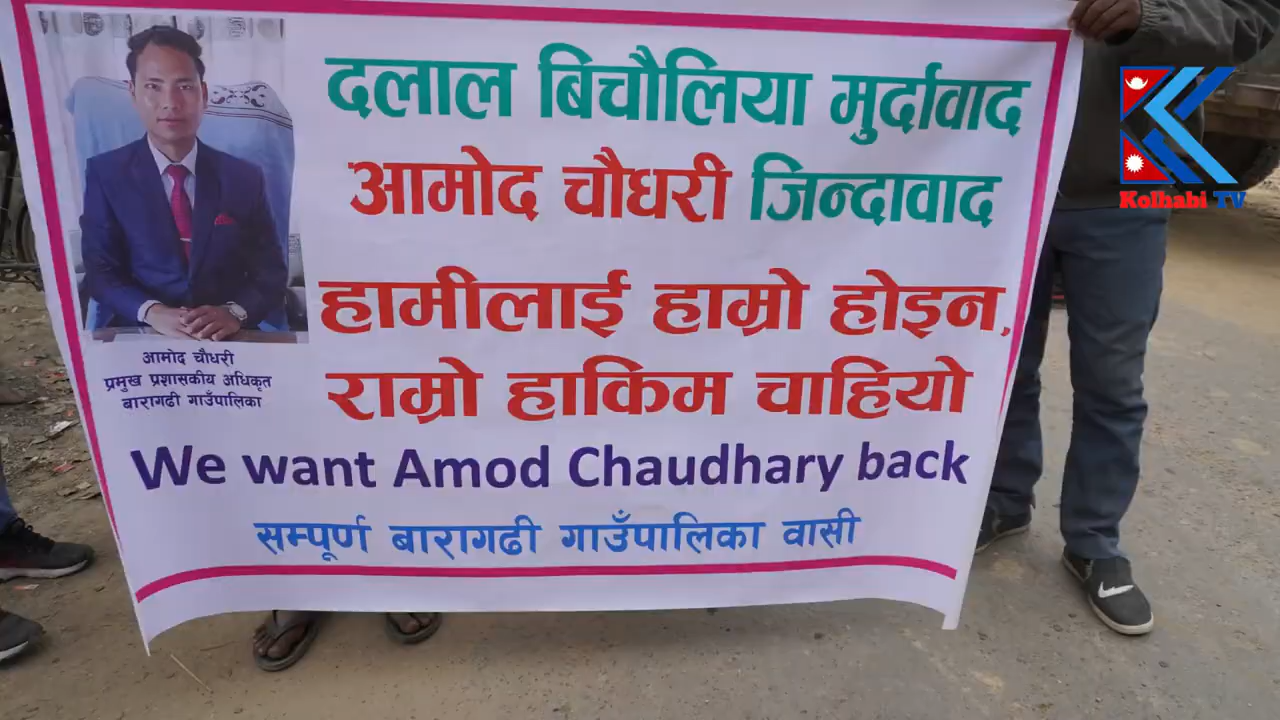 दलाल बिचौलिया मुर्दावाद
आमोद चौधरी जिन्दावाद
हामीलाई हाम्रो होइन,
राम्रो हाकिम चाहियो
आमोद चौधरी
प्रमुख प्रशासकीय अधिकृत
बारागढी गाउँपालिका
We want Amod Chaudhary back
सम्पूर्ण बारागढी गाउँपालिका वासी
Kolhabi TV